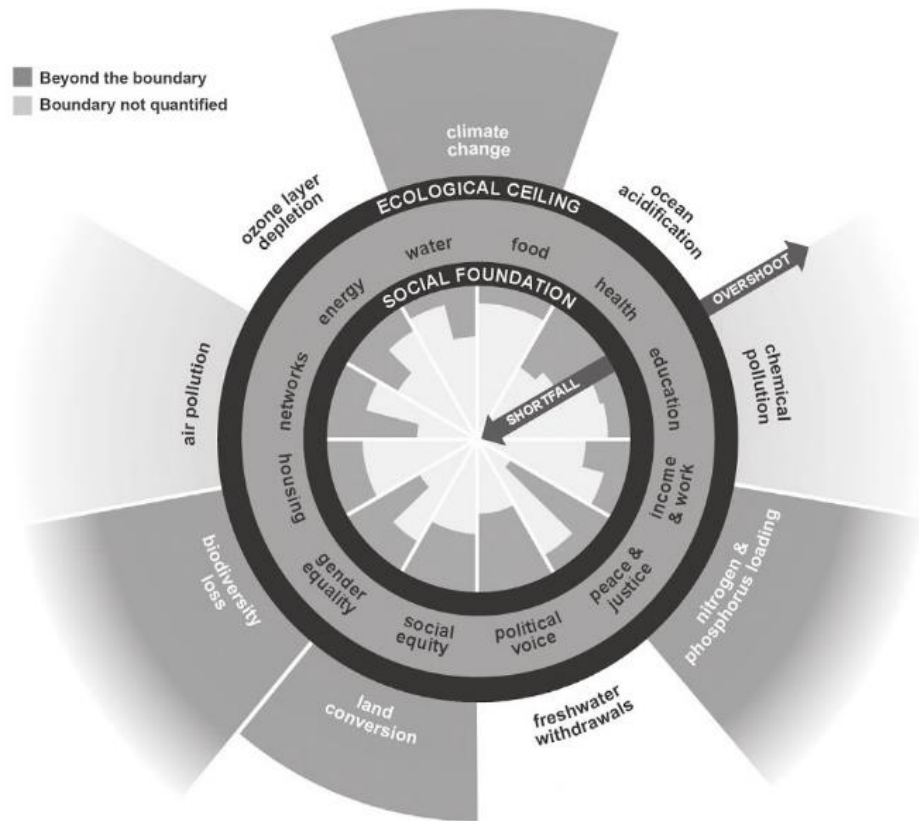 Beyond the boundary
Boundary not quantified
climate
change
ozone layer
depletion
ECOLOGICAL CEILING
ocean
acidification
OVERSHOOT
water
food
energy
SOCIAL FOUNDATION
health
air pollution
networks
SHORTFALL
education
chemical
pollution
housing
income
& work
biodiversity
loss
gender
equality
social
equity
political
voice
peace &
justice
nitrogen &
phosphorus loading
land
conversion
freshwater
withdrawals